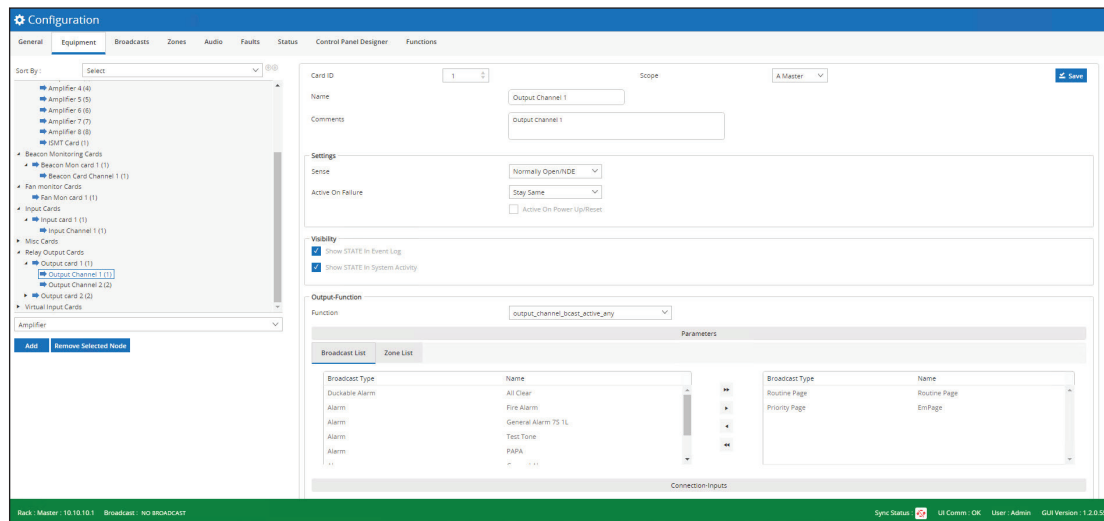 Configuration
General Equipment Broadcasts Zones Audio Faults Status Control Panel Designer Functions
Sort By : Select
Amplifier 4 (4)
Amplifier 5 (5)
Amplifier 6 (6)
Amplifier 7 (7)
Amplifier 8 (8)
ISMT Card (1)
Beacon Monitoring Cards
Beacon Mon card 1 (1)
Beacon Card Channel 1 (1)
Fan monitor Cards
Fan Mon card 1 (1)
Input Cards
Input card 1 (1)
Input Channel 1 (1)
Misc Cards
Relay Output Cards
Output card 1 (1)
Output Channel 1 (1)
Output Channel 2 (2)
Output card 2 (2)
Virtual Input Cards
Amplifier
Add Remove Selected Node
Card ID 1 Scope A Master Save
Name Output Channel 1
Comments Output Channel 1
Settings
Sense Normally Open/NDE
Active On Failure Stay Same
Active On Power Up/Reset
Visibility
Show STATE In Event Log
Show STATE In System Activity
Output-Function
Function output_channel_bcast_active_any
Parameters
Broadcast List Zone List
Broadcast Type Name Broadcast Type Name
Duckable Alarm All Clear Routine Page Routine Page
Alarm Fire Alarm Priority Page EmPage
Alarm General Alarm 7S 1L
Alarm Test Tone
Alarm PAPA
Connection-Inputs
Rack : Master : 10.10.10.1 Broadcast : NO BROADCAST Sync Status : UI Comm : OK User : Admin GUI Version : 1.2.0.5